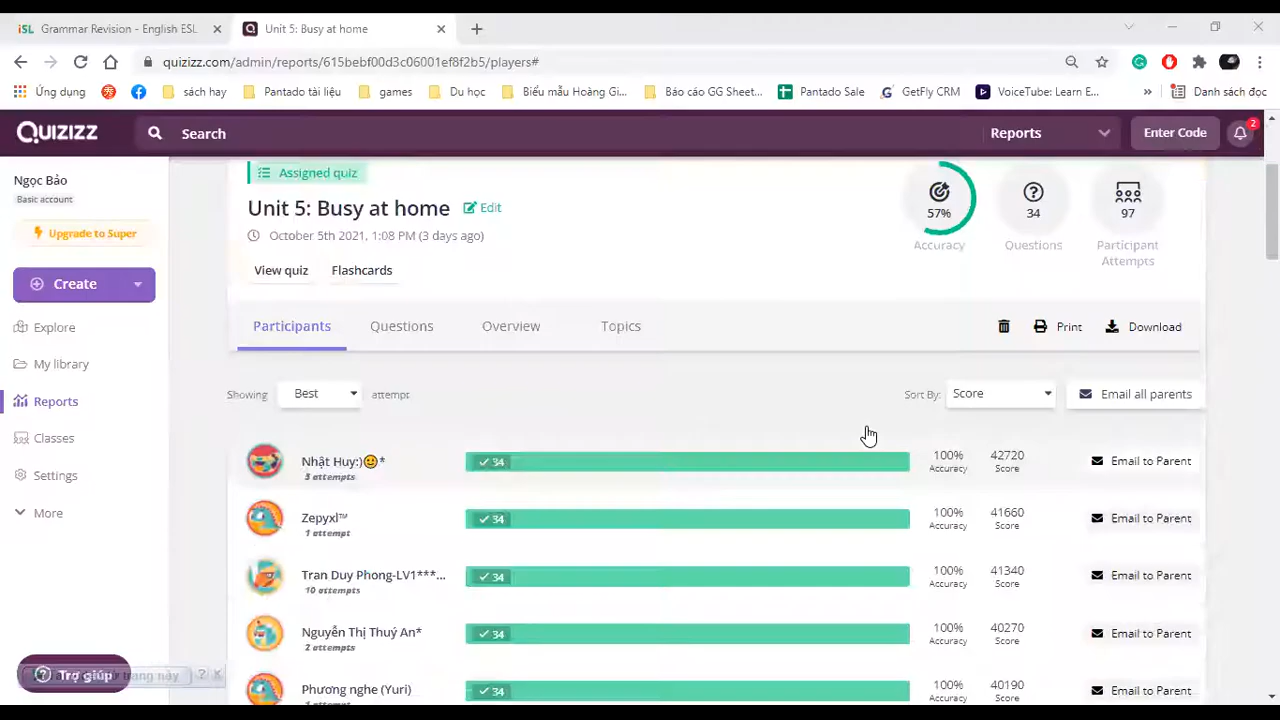 Grammar Revision - English ESL
Unit 5: Busy at home
quizizz.com/admin/reports/615bebf00d3c06001ef8f2b5/players#
Ứng dụng
sách hay
Pantado tài liệu
games
Du học
Biểu mẫu Hoàng Gi...
Báo cáo GG Sheet...
Pantado Sale
GetFly CRM
VoiceTube: Learn E...
»
Danh sách đọc
QUIZIZZ
Search
Reports
Enter Code
2
Ngọc Bảo
Basic account
Upgrade to Super
Create
Explore
My library
Reports
Classes
Settings
More
Trợ giúp
trang này
?
Assigned quiz
Unit 5: Busy at home
Edit
October 5th 2021, 1:08 PM (3 days ago)
View quiz
Flashcards
57%
Accuracy
34
Questions
97
Participant
Attempts
Participants
Questions
Overview
Topics
Print
Download
Showing
Best
attempt
Sort By:
Score
Email all parents
Nhật Huy:)🙂*
3 attempts
34
100%
Accuracy
42720
Score
Email to Parent
Zepyxl™
1 attempt
34
100%
Accuracy
41660
Score
Email to Parent
Tran Duy Phong-LV1***...
10 attempts
34
100%
Accuracy
41340
Score
Email to Parent
Nguyễn Thị Thuý An*
2 attempts
34
100%
Accuracy
40270
Score
Email to Parent
Phương nghe (Yuri)
34
100%
Accuracy
40190
Score
Email to Parent